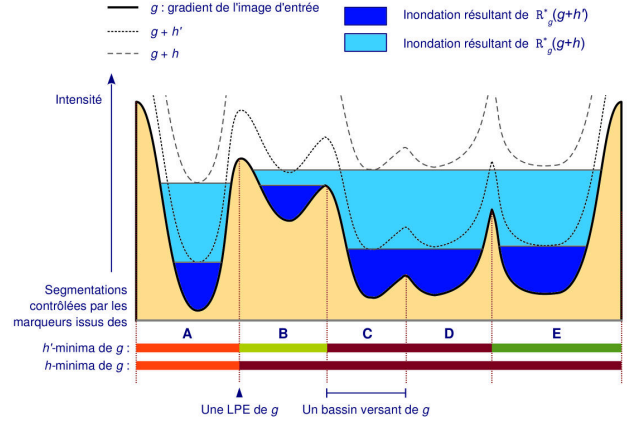 g : gradient de l'image d'entrée
g + h'
g + h
Inondation résultant de R*g(g+h')
Inondation résultant de R*g(g+h)
Intensité
Segmentations
contrôlées par les
marqueurs issus des
A B C D E
h'-minima de g :
h-minima de g :
Une LPE de g Un bassin versant de g